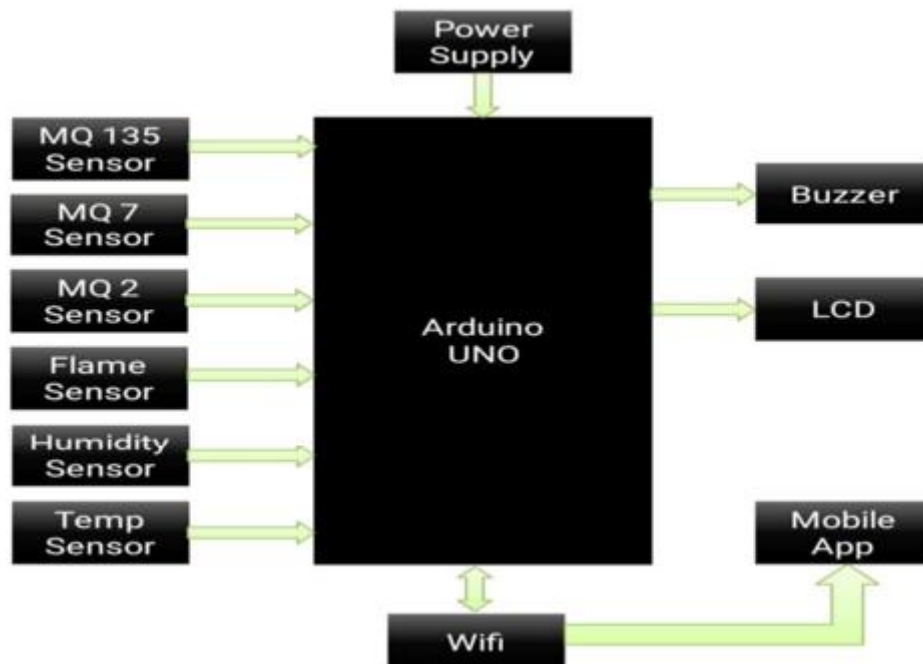 Power
Supply
MQ 135
Sensor
MQ 7
Sensor
MQ 2
Sensor
Flame
Sensor
Humidity
Sensor
Temp
Sensor
Arduino
UNO
Buzzer
LCD
Mobile
App
Wifi